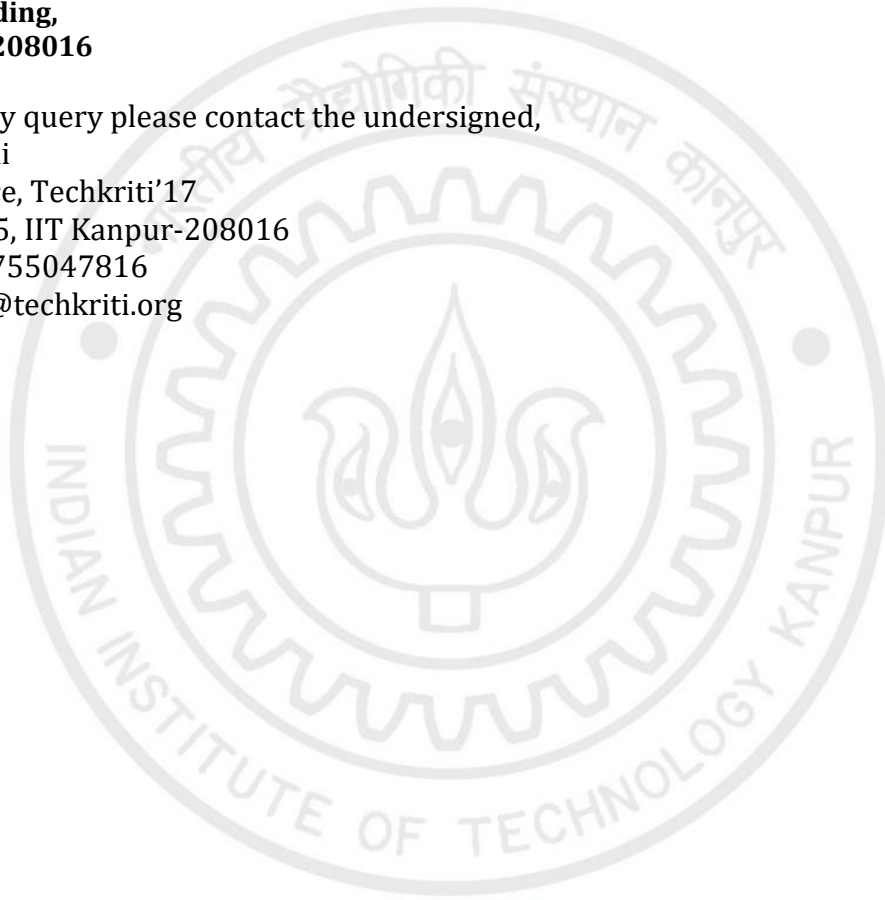 ding,
208016
y query please contact the undersigned,
i
e, Techkriti’17
5, IIT Kanpur-208016
755047816
@techkriti.org
भारतीय प्रौद्योगिकी संस्थान कानपुर
INDIAN INSTITUTE OF TECHNOLOGY KANPUR